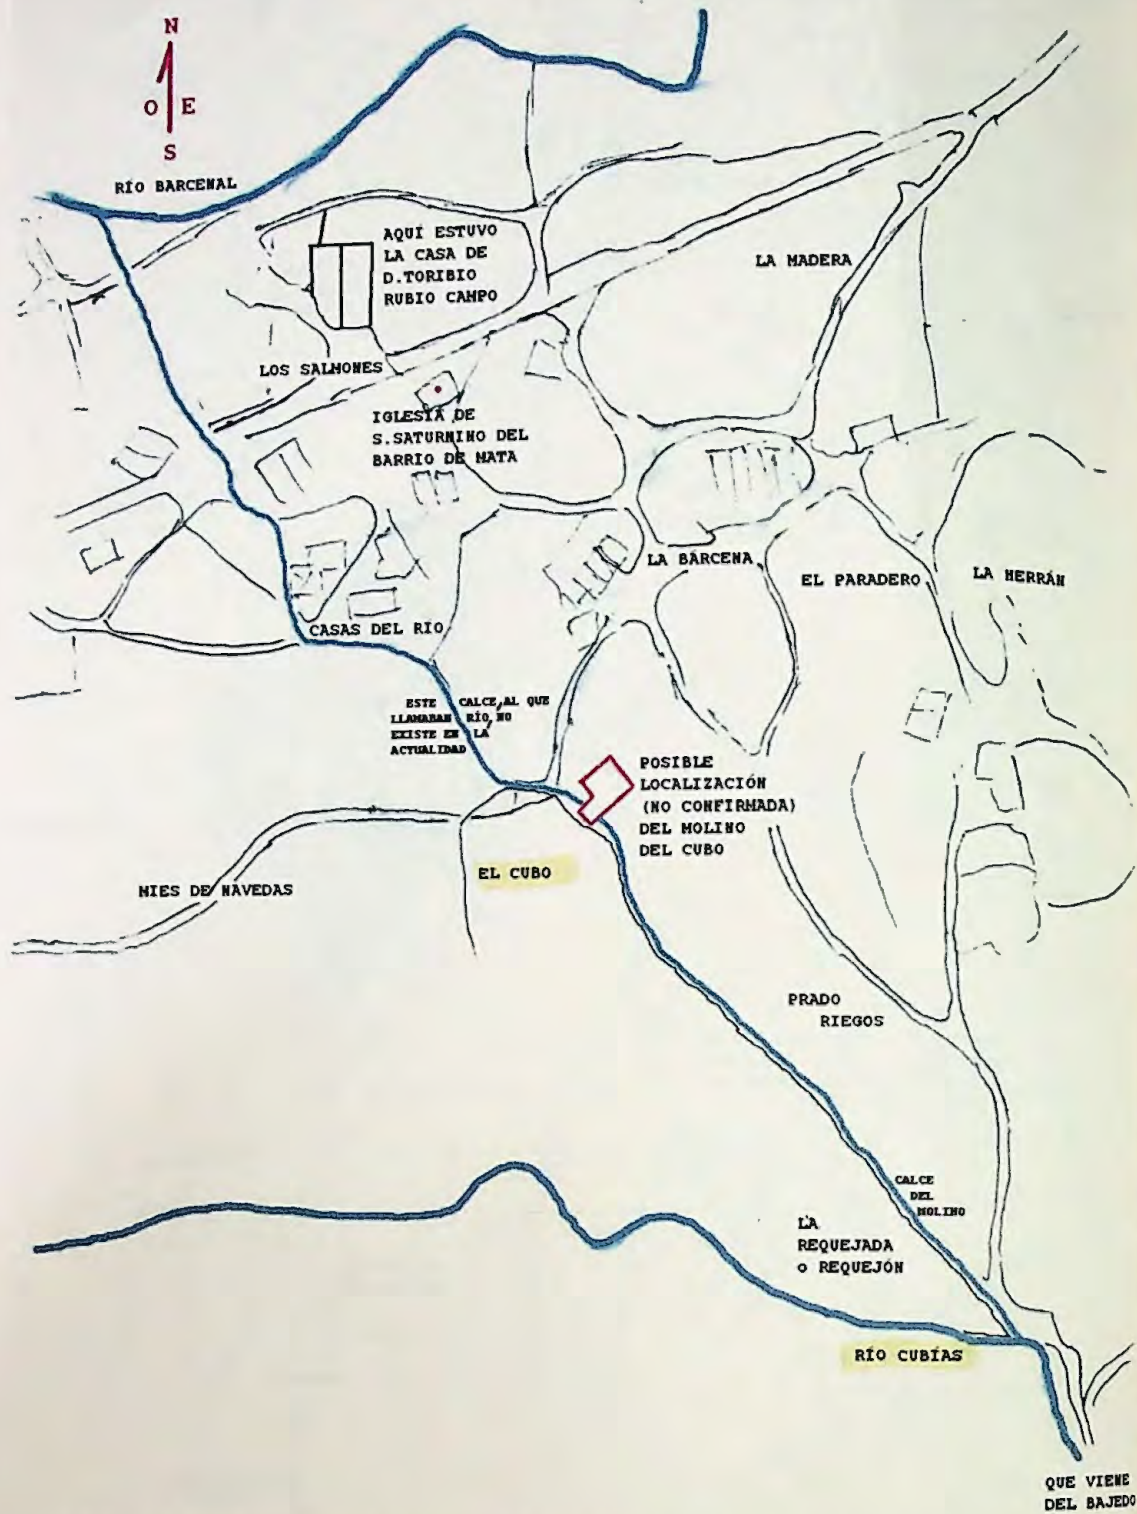 N
O E
S
RÍO BARCENAL
AQUÍ ESTUVO
LA CASA DE
D.TORIBIO
RUBIO CAMPO
LA MADERA
LOS SALMONES
IGLESIA DE
S.SATURNINO DEL
BARRIO DE MATA
LA BÁRCENA
EL PARADERO
LA HERRÁN
CASAS DEL RIO
ESTE CALCE,AL QUE
LLAMABAN RÍO,NO
EXISTE EN LA
ACTUALIDAD
POSIBLE
LOCALIZACIÓN
(NO CONFIRMADA)
DEL MOLINO
DEL CUBO
EL CUBO
MIES DE NAVEDAS
PRADO
RIEGOS
CALCE
DEL
MOLINO
LA
REQUEJADA
o REQUEJÓN
RÍO CUBÍAS
QUE VIENE
DEL BAJEDO